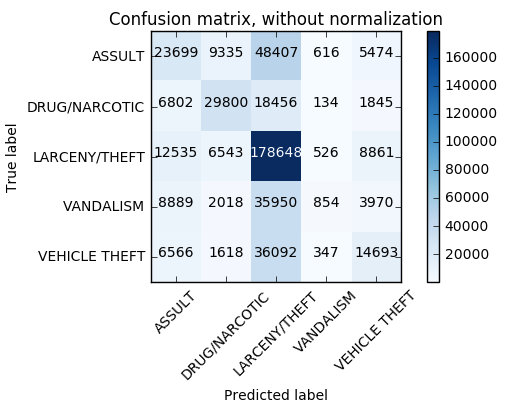 Confusion matrix, without normalization
True label
ASSULT 23699 9335 48407 616 5474
DRUG/NARCOTIC 6802 29800 18456 134 1845
LARCENY/THEFT 12535 6543 178648 526 8861
VANDALISM 8889 2018 35950 854 3970
VEHICLE THEFT 6566 1618 36092 347 14693
ASSULT
DRUG/NARCOTIC
LARCENY/THEFT
VANDALISM
VEHICLE THEFT
Predicted label
160000
140000
120000
100000
80000
60000
40000
20000